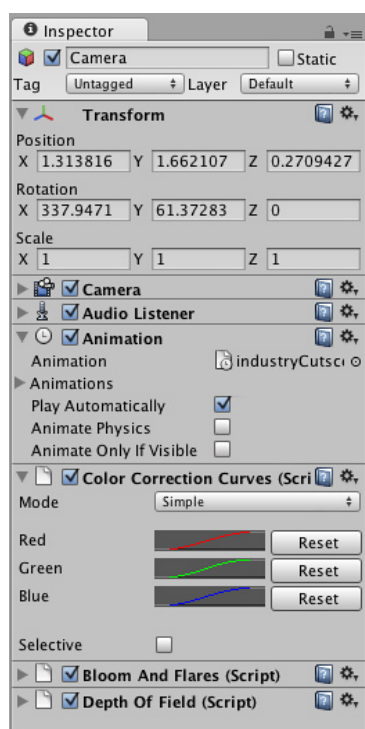 Inspector
Camera Static
Tag Untagged Layer Default
Transform
Position
X 1.313816 Y 1.662107 Z 0.2709427
Rotation
X 337.9471 Y 61.37283 Z 0
Scale
X 1 Y 1 Z 1
Camera
Audio Listener
Animation
Animation industryCutsc
Animations
Play Automatically
Animate Physics
Animate Only If Visible
Color Correction Curves (Scri
Mode Simple
Red Reset
Green Reset
Blue Reset
Selective
Bloom And Flares (Script)
Depth Of Field (Script)